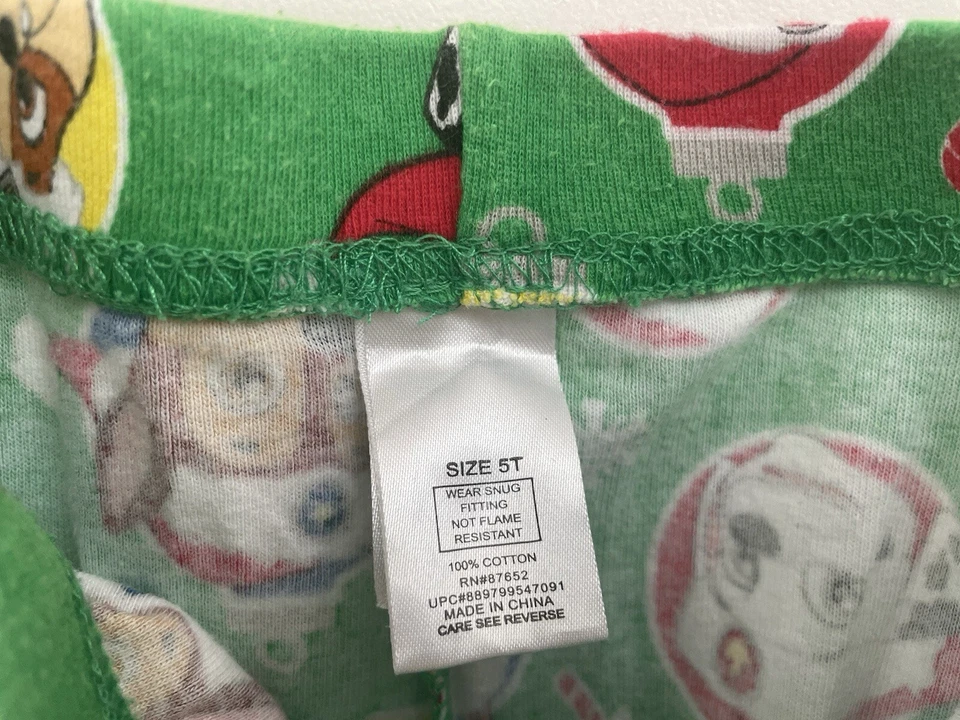 SIZE 5T
WEAR SNUG
FITTING
NOT FLAME
RESISTANT
100% COTTON
RN#87652
UPC#889799547091
MADE IN CHINA
CARE SEE REVERSE